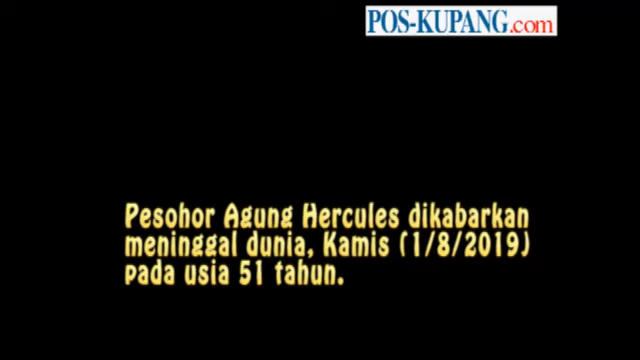 POS-KUPANG.com
Pesohor Agung Hercules dikabarkan
meninggal dunia, Kamis (1/8/2019)
pada usia 51 tahun.